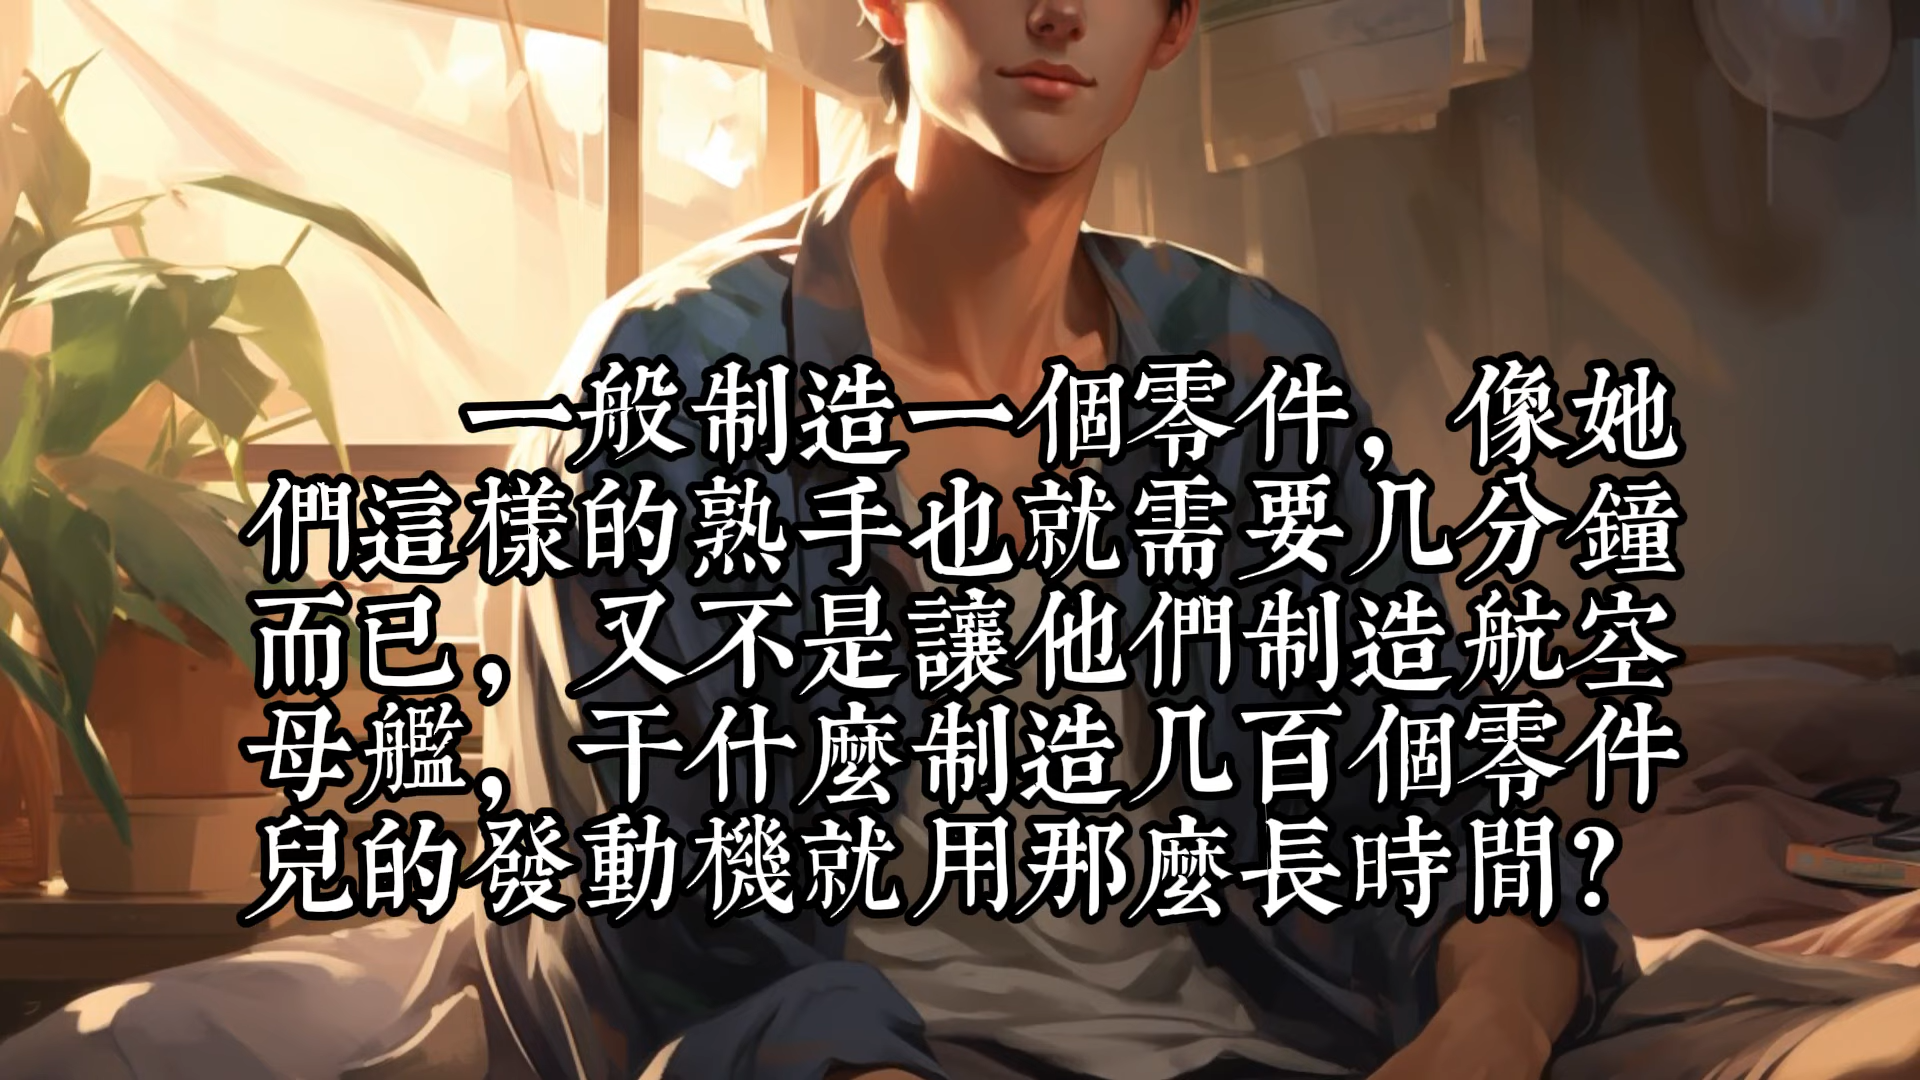 一般制造一個零件，像她
們這樣的熟手也就需要几分鐘
而已，又不是讓他們制造航空
母艦，干什麼制造几百個零件
兒的發動機就用那麼長時間？